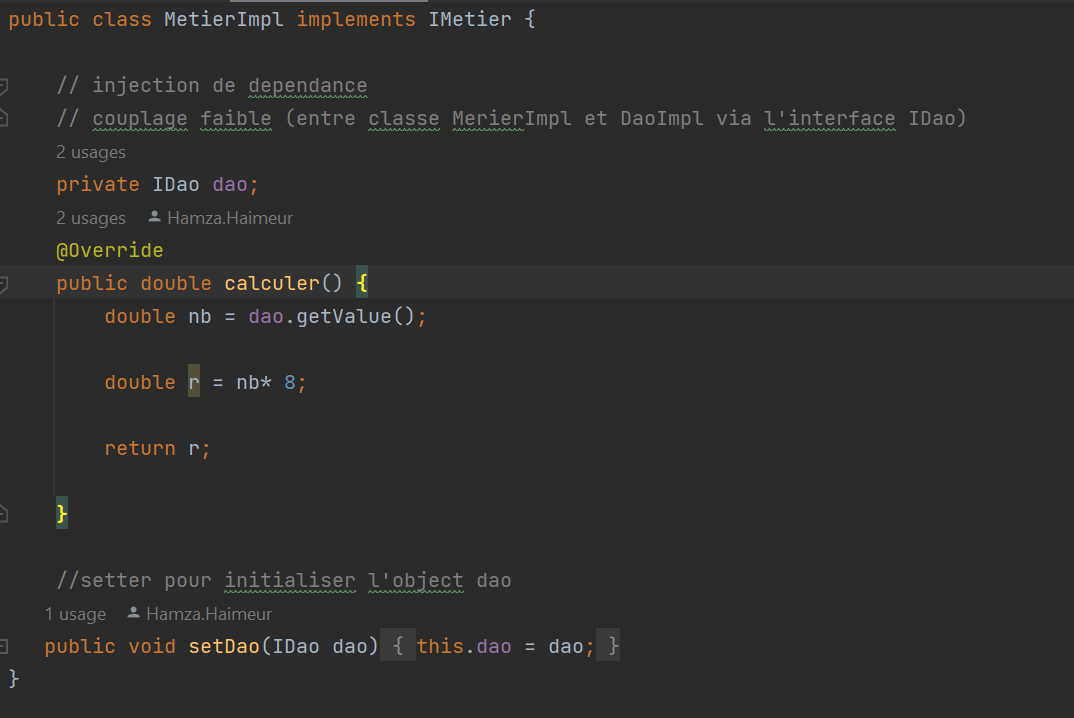 public class MetierImpl implements IMetier {
// injection de dependance
// couplage faible (entre classe MerierImpl et DaoImpl via l'interface IDao)
2 usages
private IDao dao;
2 usages Hamza.Haimeur
@Override
public double calculer() {
double nb = dao.getValue();
double r = nb* 8;
return r;
}
//setter pour initialiser l'object dao
1 usage Hamza.Haimeur
public void setDao(IDao dao) { this.dao = dao; }
}